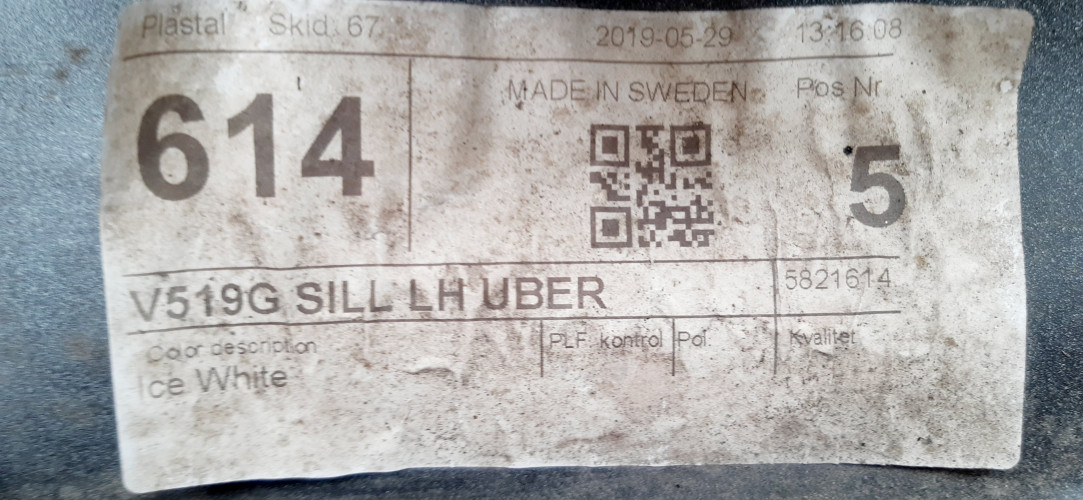 Plastal Skid: 67 2019-05-29 13:16:08
614 MADE IN SWEDEN Pos Nr
5
V519G SILL LH UBER 5821614
Color description PLF. kontrol Pol. Kvalitet
Ice White